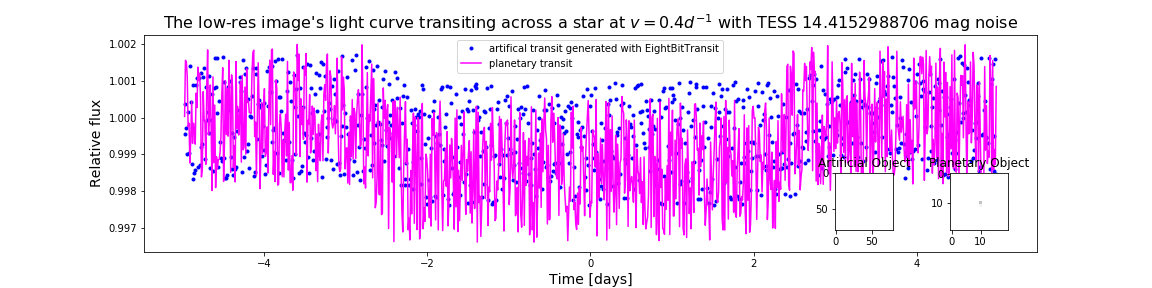 The low-res image's light curve transiting across a star at v = 0.4d⁻¹ with TESS 14.4152988706 mag noise
artifical transit generated with EightBitTransit
planetary transit
Relative flux
1.002
1.001
1.000
0.999
0.998
0.997
−4
−2
0
2
4
Time [days]
Artificial Object
0
50
0
50
Planetary Object
0
10
0
10